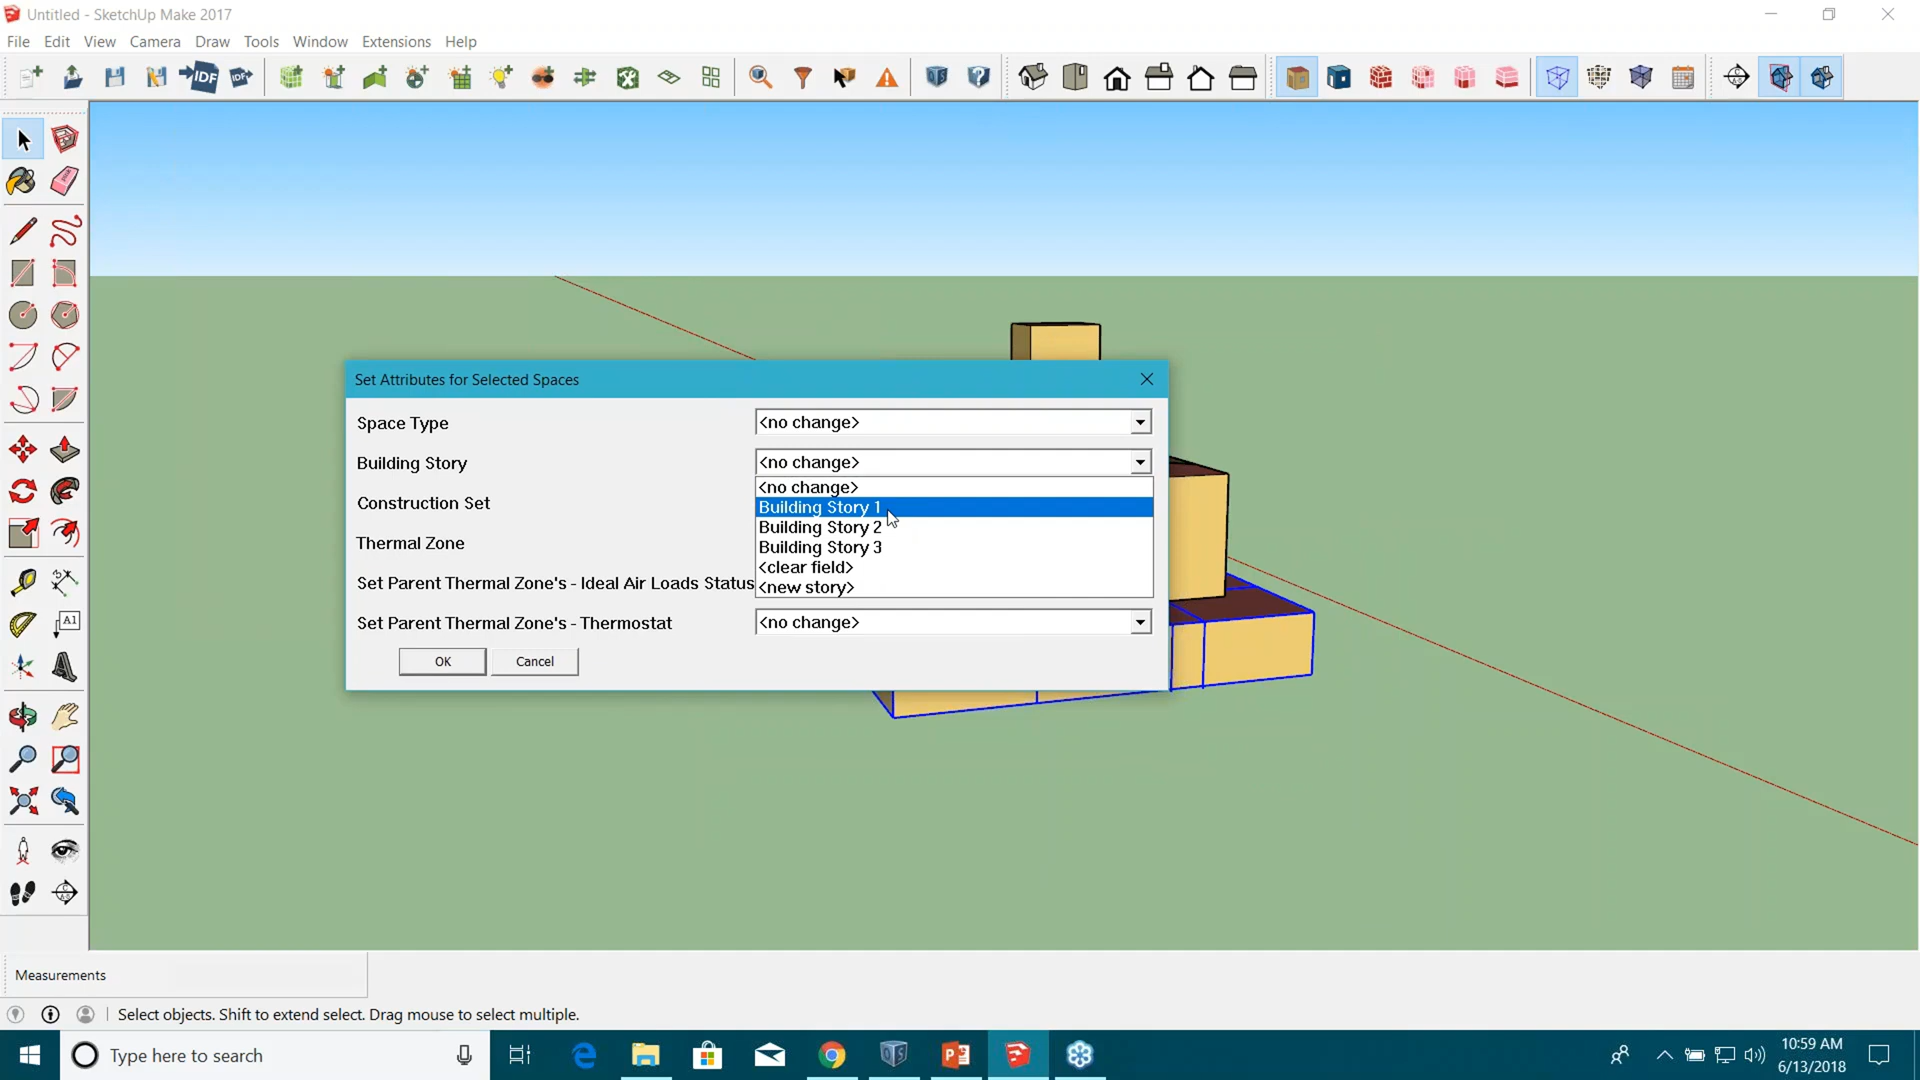 Untitled - SketchUp Make 2017
File Edit View Camera Draw Tools Window Extensions Help
IDF IDF
Set Attributes for Selected Spaces
Space Type <no change>
Building Story <no change>
<no change>
Construction Set
Building Story 1
Building Story 2
Thermal Zone
Building Story 3
<clear field>
Set Parent Thermal Zone's - Ideal Air Loads Status
<new story>
Set Parent Thermal Zone's - Thermostat <no change>
OK Cancel
A1
Measurements
Select objects. Shift to extend select. Drag mouse to select multiple.
Type here to search
10:59 AM
6/13/2018